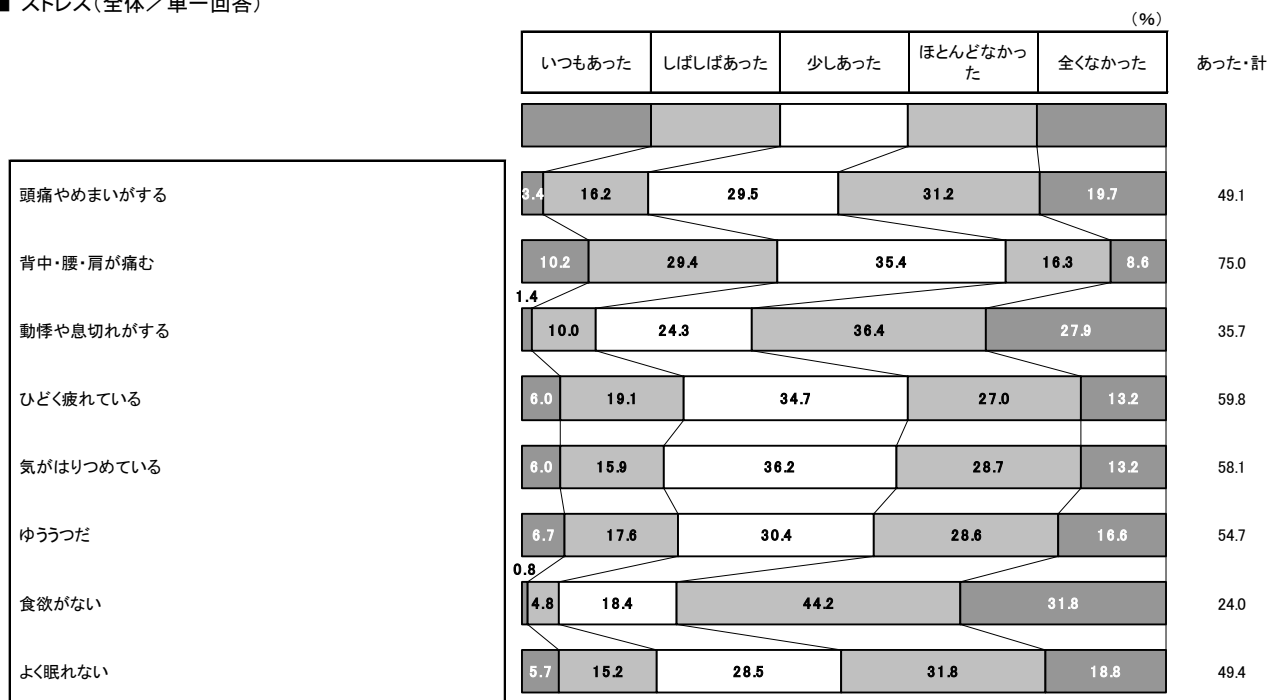 ■ ストレス（全体／単一回答）
（%）
いつもあった しばしばあった 少しあった ほとんどなかっ 全くなかった あった・計
た
頭痛やめまいがする 3.4 16.2 29.5 31.2 19.7 49.1
背中・腰・肩が痛む 10.2 29.4 35.4 16.3 8.6 75.0
1.4
動悸や息切れがする 10.0 24.3 36.4 27.9 35.7
ひどく疲れている 6.0 19.1 34.7 27.0 13.2 59.8
気がはりつめている 6.0 15.9 36.2 28.7 13.2 58.1
ゆううつだ 6.7 17.6 30.4 28.6 16.6 54.7
0.8
食欲がない 4.8 18.4 44.2 31.8 24.0
よく眠れない 5.7 15.2 28.5 31.8 18.8 49.4